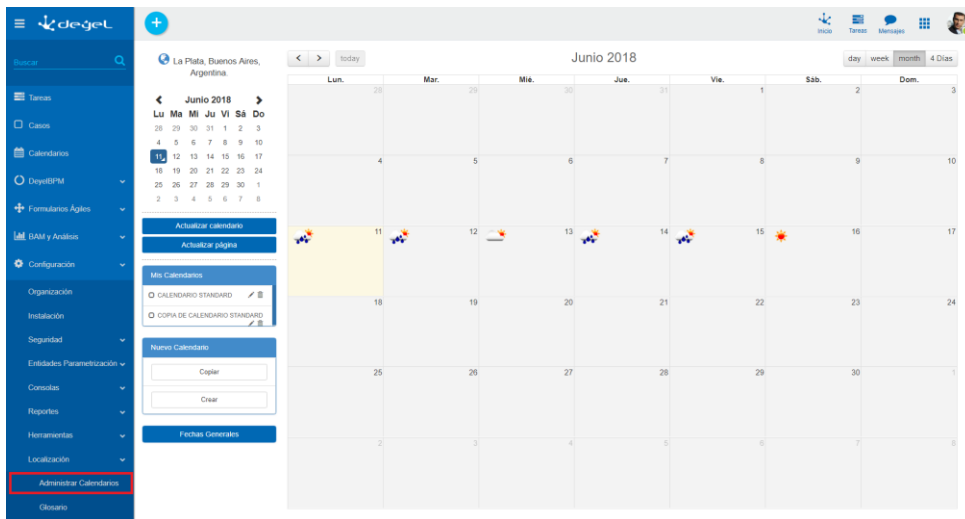 deyel
Inicio
Tareas
Mensajes
Buscar
Tareas
Casos
Calendarios
DeyelBPM
Formularios Ágiles
BAM y Análisis
Configuración
Organización
Instalación
Seguridad
Entidades Parametrización
Consolas
Reportes
Herramientas
Localización
Administrar Calendarios
Glosario
La Plata, Buenos Aires,
Argentina.
Junio 2018
Lu Ma Mi Ju Vi Sá Do
28 29 30 31 1 2 3
4 5 6 7 8 9 10
11 12 13 14 15 16 17
18 19 20 21 22 23 24
25 26 27 28 29 30 1
2 3 4 5 6 7 8
Actualizar calendario
Actualizar página
Mis Calendarios
CALENDARIO STANDARD
COPIA DE CALENDARIO STANDARD
Nuevo Calendario
Copiar
Crear
Fechas Generales
today
Junio 2018
day week month 4 Días
Lun. Mar. Mié. Jue. Vie. Sáb. Dom.
28 29 30 31 1 2 3
4 5 6 7 8 9 10
11 12 13 14 15 16 17
18 19 20 21 22 23 24
25 26 27 28 29 30 1
2 3 4 5 6 7 8